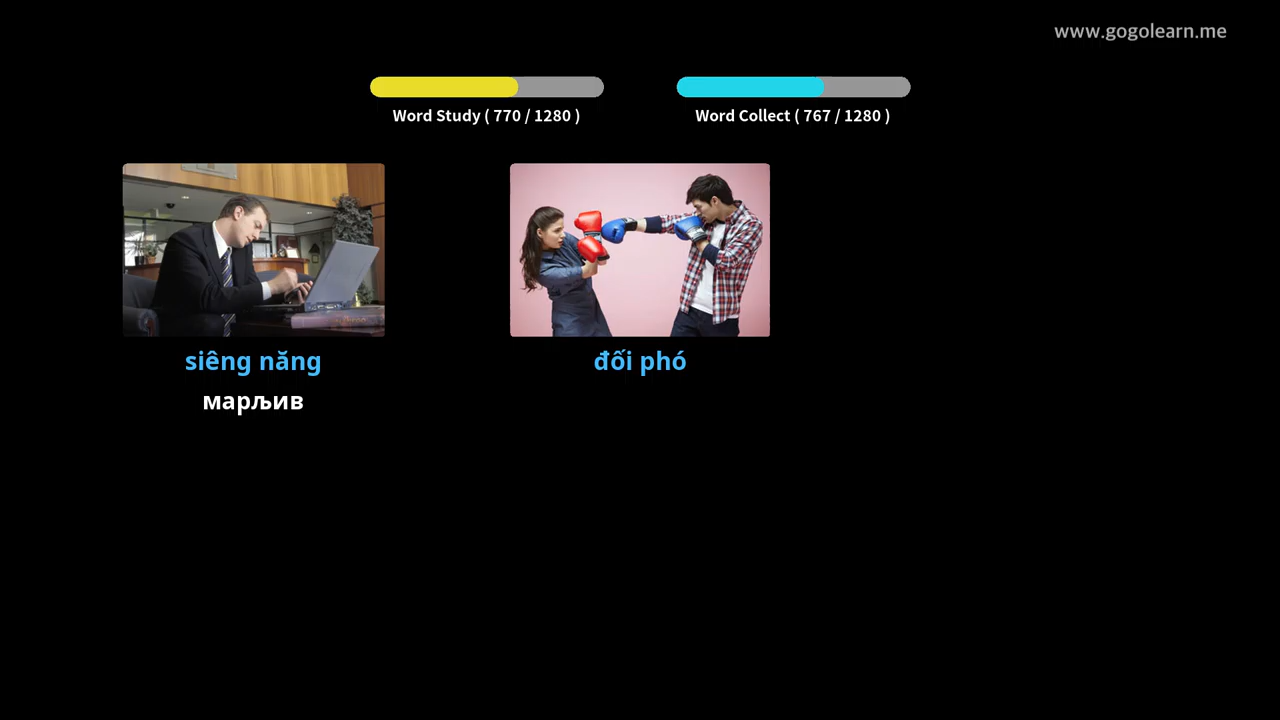 www.gogolearn.me
Word Study ( 770 / 1280 )
Word Collect ( 767 / 1280 )
siêng năng
марљив
đối phó